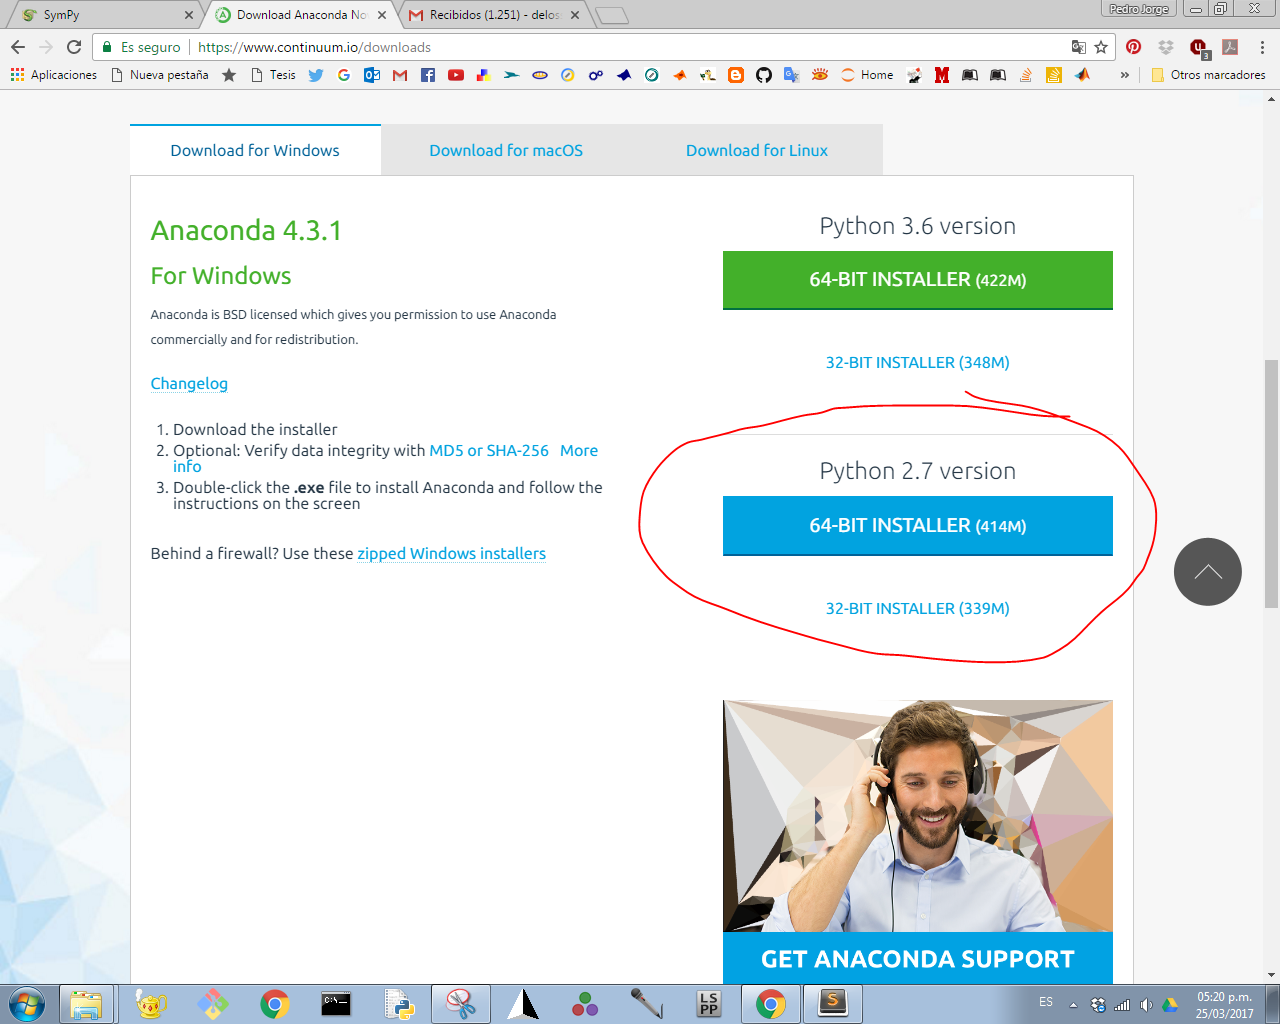 SymPy
Download Anaconda No
Recibidos (1.251) - delos
Pedro Jorge
Es seguro
https://www.continuum.io/downloads
3
Aplicaciones
Nueva pestaña
Tesis
Home
»
Otros marcadores
Download for Windows
Download for macOS
Download for Linux
Anaconda 4.3.1
For Windows
Anaconda is BSD licensed which gives you permission to use Anaconda
commercially and for redistribution.
Changelog
1. Download the installer
2. Optional: Verify data integrity with MD5 or SHA-256 More
info
3. Double-click the .exe file to install Anaconda and follow the
instructions on the screen
Behind a firewall? Use these zipped Windows installers
Python 3.6 version
64-BIT INSTALLER (422M)
32-BIT INSTALLER (348M)
Python 2.7 version
64-BIT INSTALLER (414M)
32-BIT INSTALLER (339M)
GET ANACONDA SUPPORT
LS
PP
ES
05:20 p.m.
25/03/2017